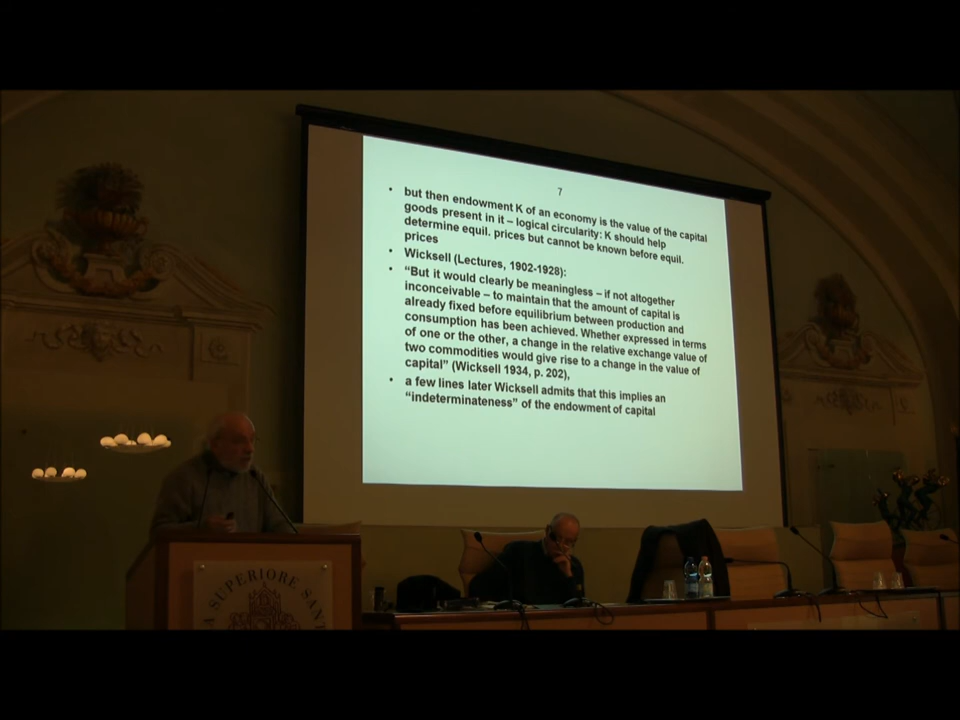 7
• but then endowment K of an economy is the value of the capital
goods present in it – logical circularity: K should help
determine equil. prices but cannot be known before equil.
prices
• Wicksell (Lectures, 1902-1928):
• “But it would clearly be meaningless – if not altogether
inconceivable – to maintain that the amount of capital is
already fixed before equilibrium between production and
consumption has been achieved. Whether expressed in terms
of one or the other, a change in the relative exchange value of
two commodities would give rise to a change in the value of
capital” (Wicksell 1934, p. 202),
• a few lines later Wicksell admits that this implies an
“indeterminateness” of the endowment of capital
A SUPERIORE SANT